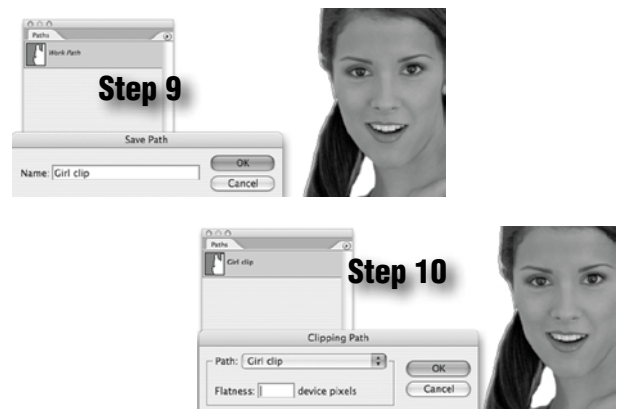 Paths
Work Path
Step 9
Save Path
Name: Girl clip
OK
Cancel
Paths
Girl clip
Step 10
Clipping Path
Path: Girl clip
OK
Flatness: device pixels
Cancel